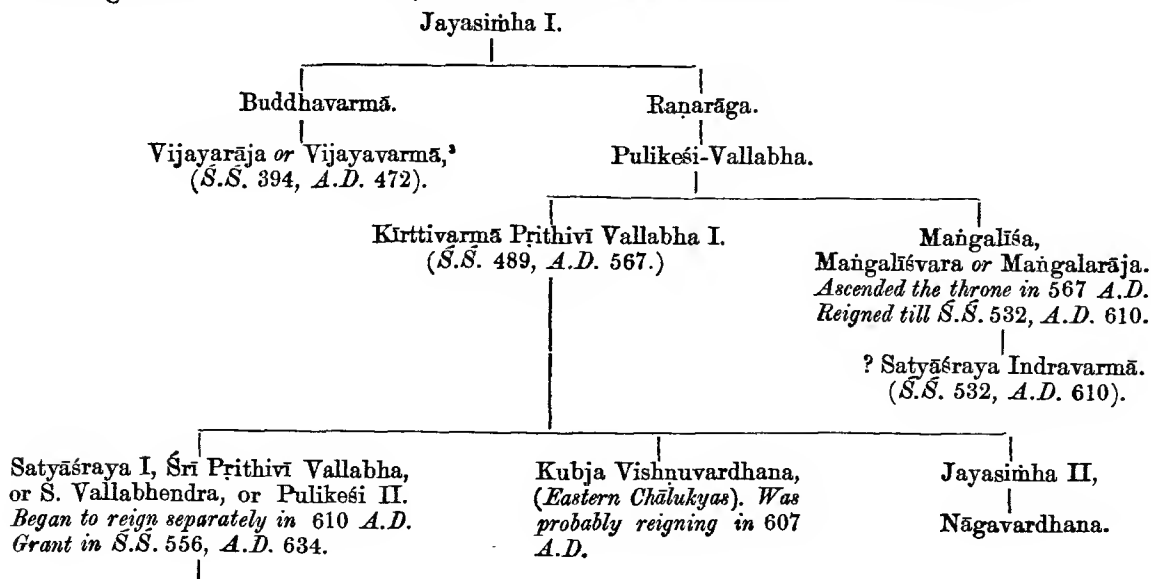 Jayasiṁha I.
Buddhavarmā.
Raṇarāga.
Vijayarāja or Vijayavarmā,³
(Ś.Ś. 394, A.D. 472).
Pulikeśi-Vallabha.
Kīrttivarmā Pṛithivī Vallabha I.
(Ś.Ś. 489, A.D. 567.)
Maṅgalīśa,
Maṅgalīśvara or Maṅgalarāja.
Ascended the throne in 567 A.D.
Reigned till Ś.Ś. 532, A.D. 610.
? Satyāśraya Indravarmā.
(Ś.Ś. 532, A.D. 610).
Satyāśraya I, Śrī Pṛithivī Vallabha,
or S. Vallabhendra, or Pulikeśi II.
Began to reign separately in 610 A.D.
Grant in Ś.Ś. 556, A.D. 634.
Kubja Vishṇuvardhana,
(Eastern Chālukyas). Was
probably reigning in 607
A.D.
Jayasiṁha II,
Nāgavardhana.